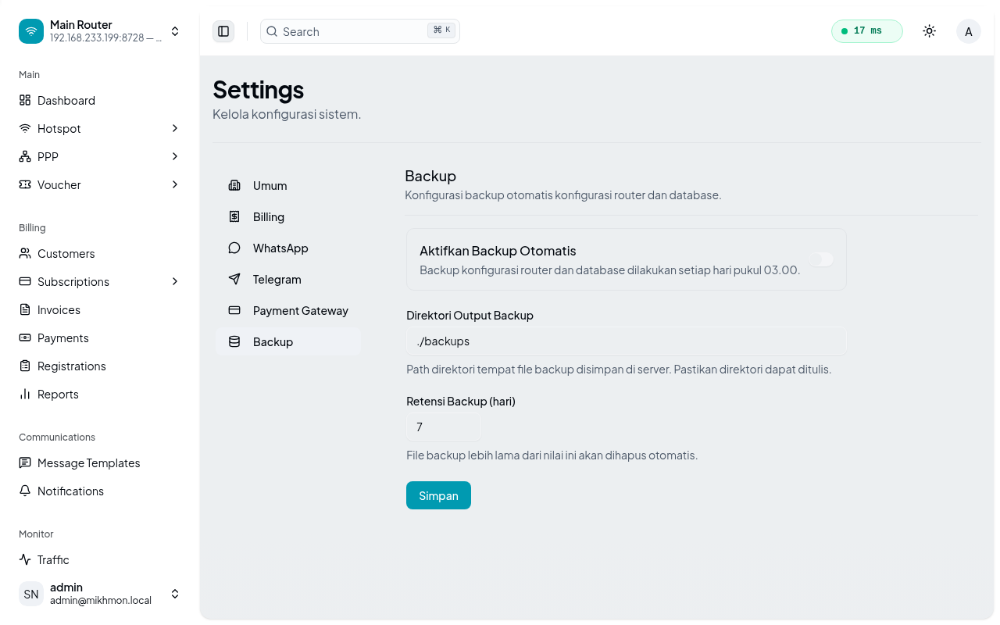 Main Router
192.168.233.199:8728 — ...
Search
⌘ K
17 ms
A
Main
Dashboard
Hotspot
PPP
Voucher
Billing
Customers
Subscriptions
Invoices
Payments
Registrations
Reports
Communications
Message Templates
Notifications
Monitor
Traffic
SN
admin
admin@mikhmon.local
Settings
Kelola konfigurasi sistem.
Umum
Billing
WhatsApp
Telegram
Payment Gateway
Backup
Backup
Konfigurasi backup otomatis konfigurasi router dan database.
Aktifkan Backup Otomatis
Backup konfigurasi router dan database dilakukan setiap hari pukul 03.00.
Direktori Output Backup
./backups
Path direktori tempat file backup disimpan di server. Pastikan direktori dapat ditulis.
Retensi Backup (hari)
7
File backup lebih lama dari nilai ini akan dihapus otomatis.
Simpan